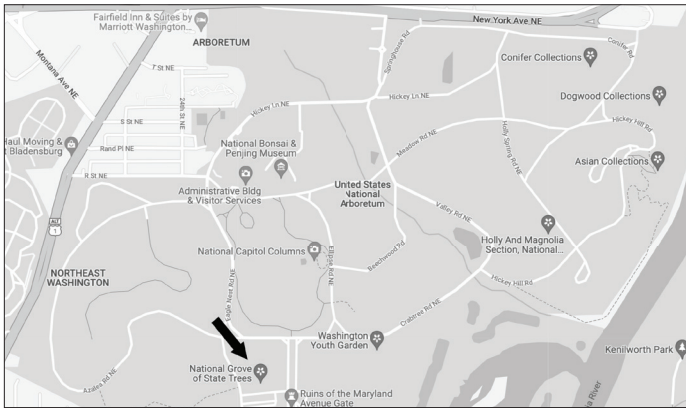 Fairfield Inn & Suites by
Marriott Washington...
New York Ave NE
ARBORETUM
Montana Ave NE
Springhouse Rd
Conifer Collections
Conifer Rd
T St NE
24th St NE
Hickey Ln NE
Hickey Ln NE
Dogwood Collections
Hickey Hill Rd
S St NE
Haul Moving &
t Bladensburg
Rand Pl NE
National Bonsai &
Penjing Museum
Meadow Rd NE
Holly Spring Rd NE
Asian Collections
R St NE
Administrative Bldg
& Visitor Services
United States
National
Arboretum
Valley Rd NE
ALT
1
National Capitol Columns
Ellipse Rd NE
Beechwood Rd
Holly And Magnolia
Section, National...
NORTHEAST
WASHINGTON
Eagle Nest Rd NE
Hickey Hill Rd
Crabtree Rd NE
Washington
Youth Garden
Kenilworth Park
National Grove
of State Trees
Azalea Rd NE
Ruins of the Maryland
Avenue Gate
ia River